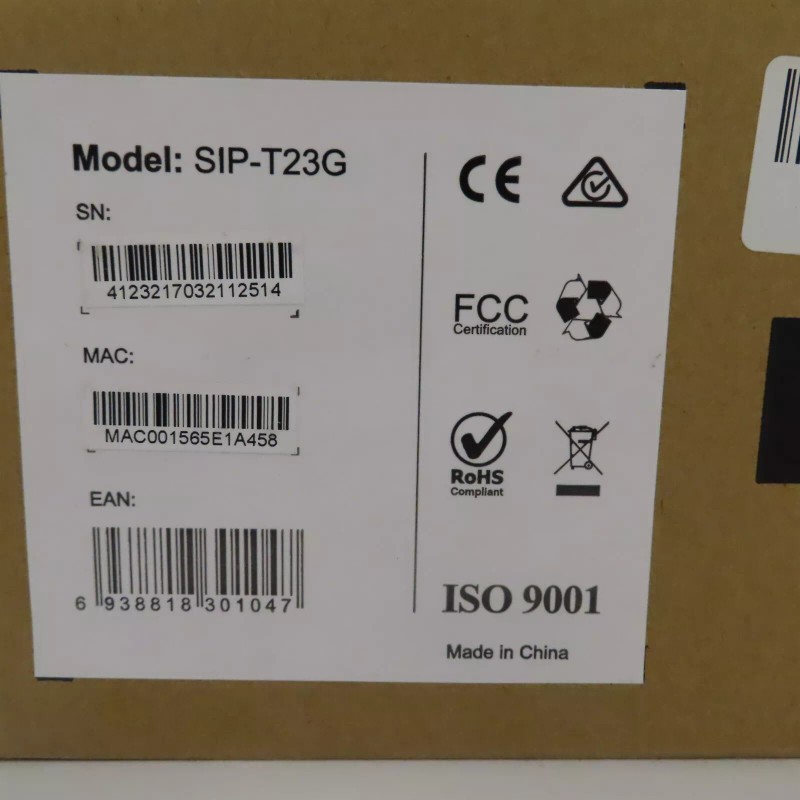 Model: SIP-T23G
SN:
4123217032112514
MAC:
MAC001565E1A458
EAN:
6 938818 301047
CE
FCC
Certification
RoHS
Compliant
ISO 9001
Made in China